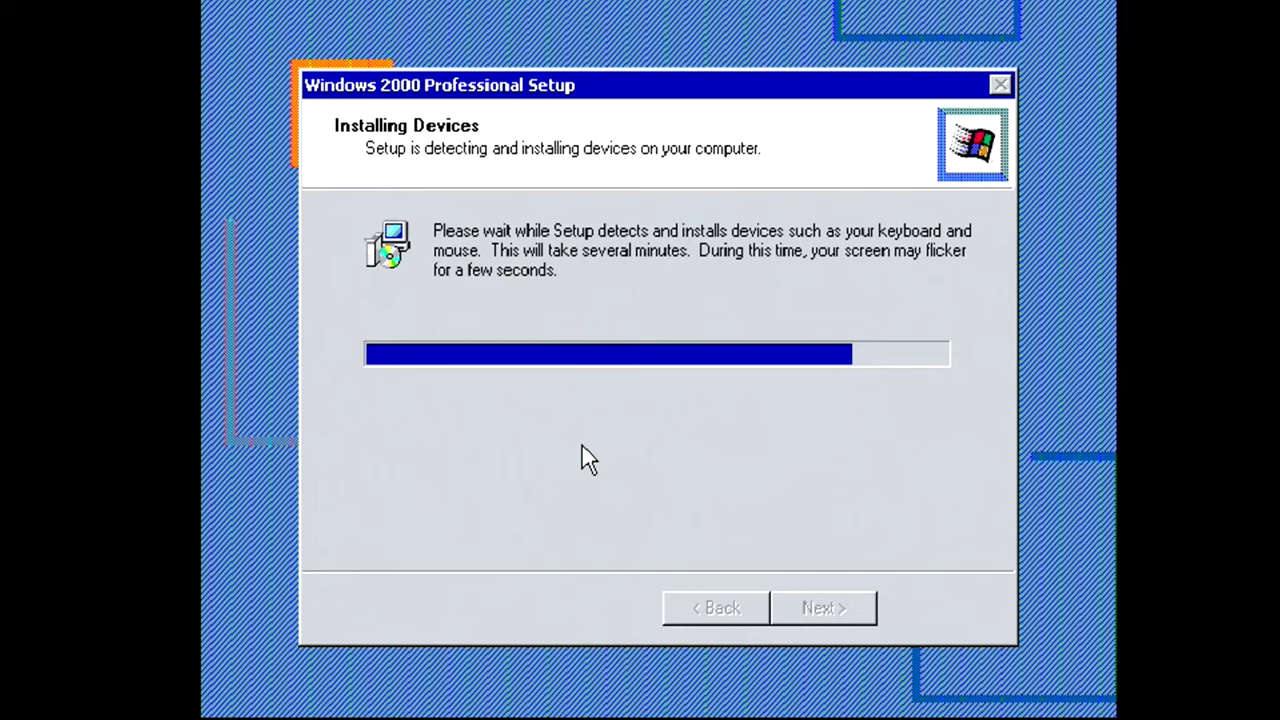 Windows 2000 Professional Setup
Installing Devices
Setup is detecting and installing devices on your computer.
Please wait while Setup detects and installs devices such as your keyboard and
mouse. This will take several minutes. During this time, your screen may flicker
for a few seconds.
< Back Next >